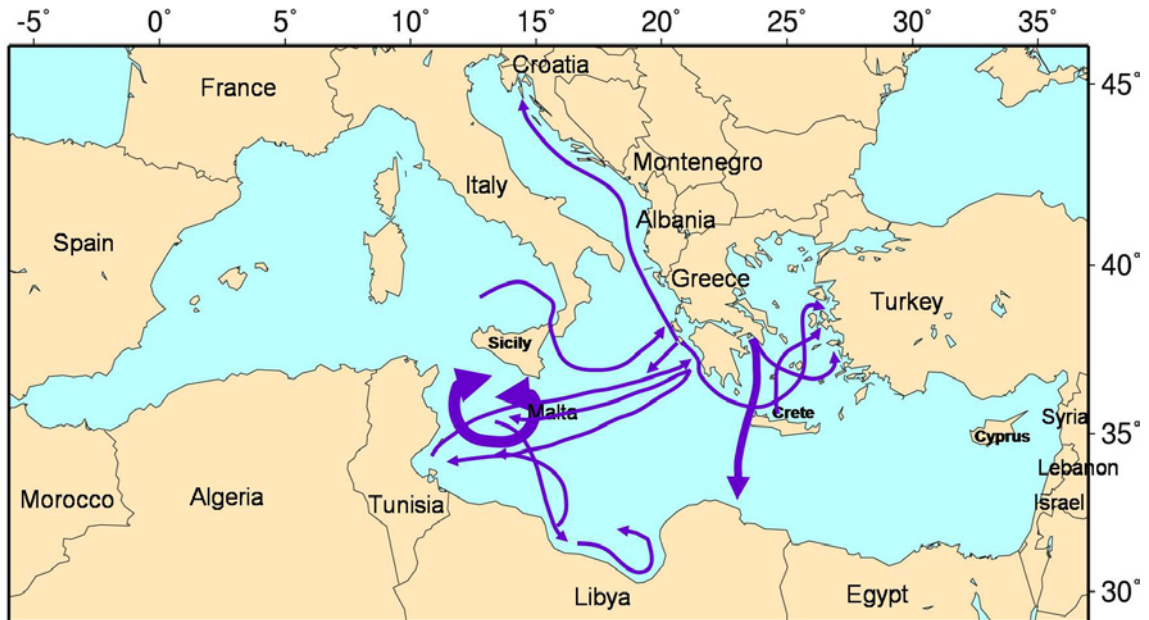 -5° 0° 5° 10° 15° 20° 25° 30° 35°
Croatia
45°
France
Montenegro
Italy
Albania
Spain
40°
Greece
Turkey
Sicily
Malta
Crete
Syria
Cyprus
35°
Lebanon
Morocco
Algeria
Tunisia
Israel
Libya
Egypt
30°